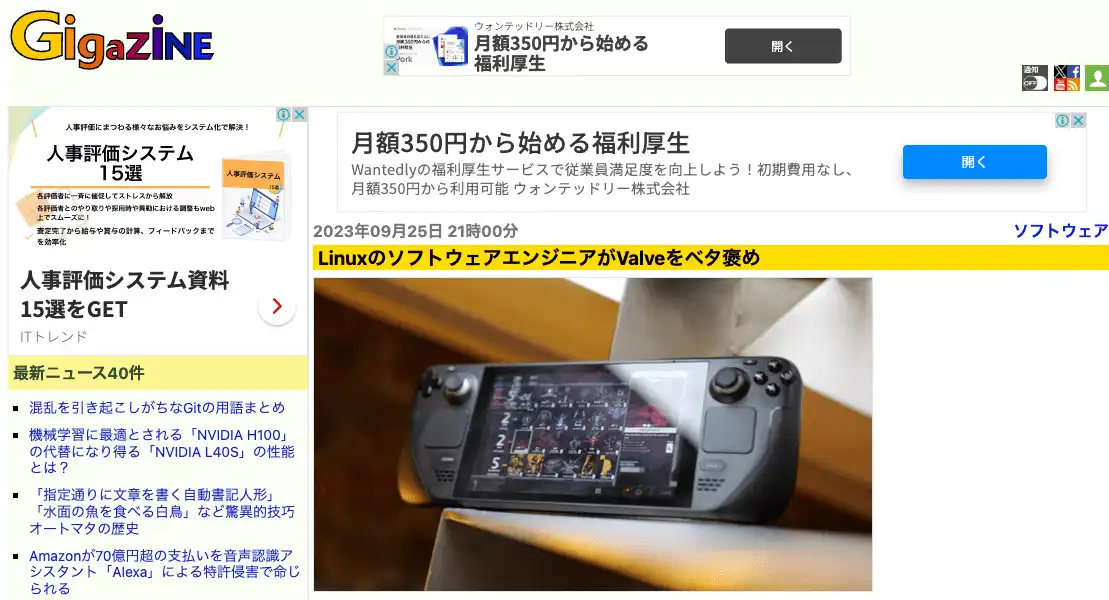 GIGAZINE
ウォンテッドリー株式会社
月額350円から始める
福利厚生
開く
通知
OFF
人事評価にまつわる様々なお悩みをシステム化で解決！
人事評価システム
15選
各評価者に一斉に催促してストレスから解放
各評価者とのやり取りや採用時や異動における調整もweb
上でスムーズに！
査定完了から給与や賞与の計算、フィードバックまで
を効率化
人事評価システム
15選
人事評価システム資料
15選をGET
ITトレンド
月額350円から始める福利厚生
Wantedlyの福利厚生サービスで従業員満足度を向上しよう！初期費用なし、
月額350円から利用可能 ウォンテッドリー株式会社
開く
2023年09月25日 21時00分
ソフトウェア
LinuxのソフトウェアエンジニアがValveをベタ褒め
最新ニュース40件
混乱を引き起こしがちなGitの用語まとめ
機械学習に最適とされる「NVIDIA H100」
の代替になり得る「NVIDIA L40S」の性能
とは？
「指定通りに文章を書く自動書記人形」
「水面の魚を食べる白鳥」など驚異的技巧
オートマタの歴史
Amazonが70億円超の支払いを音声認識ア
シスタント「Alexa」による特許侵害で命じ
られる